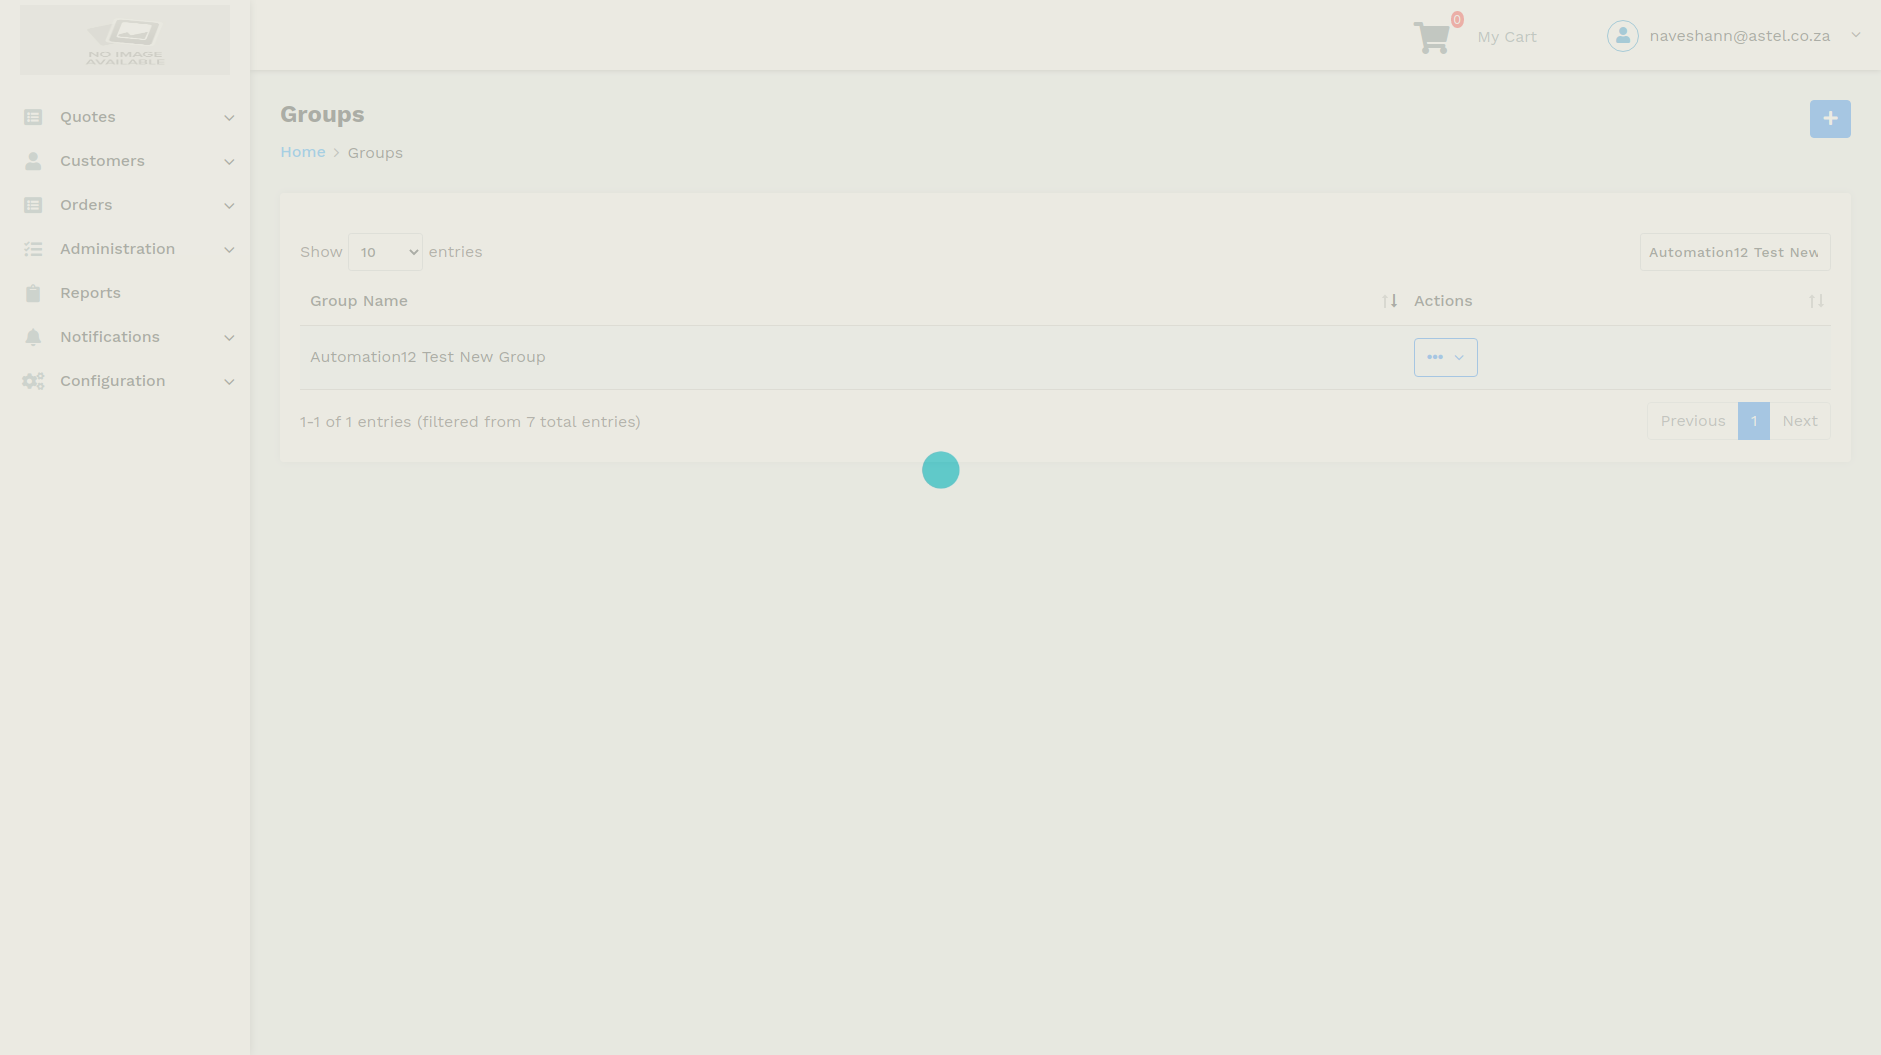 NO IMAGE
AVAILABLE
0
My Cart
naveshann@astel.co.za
Quotes
Customers
Orders
Administration
Reports
Notifications
Configuration
Groups
Home > Groups
Show 10 entries
Automation12 Test New
Group Name
Actions
Automation12 Test New Group
1-1 of 1 entries (filtered from 7 total entries)
Previous 1 Next